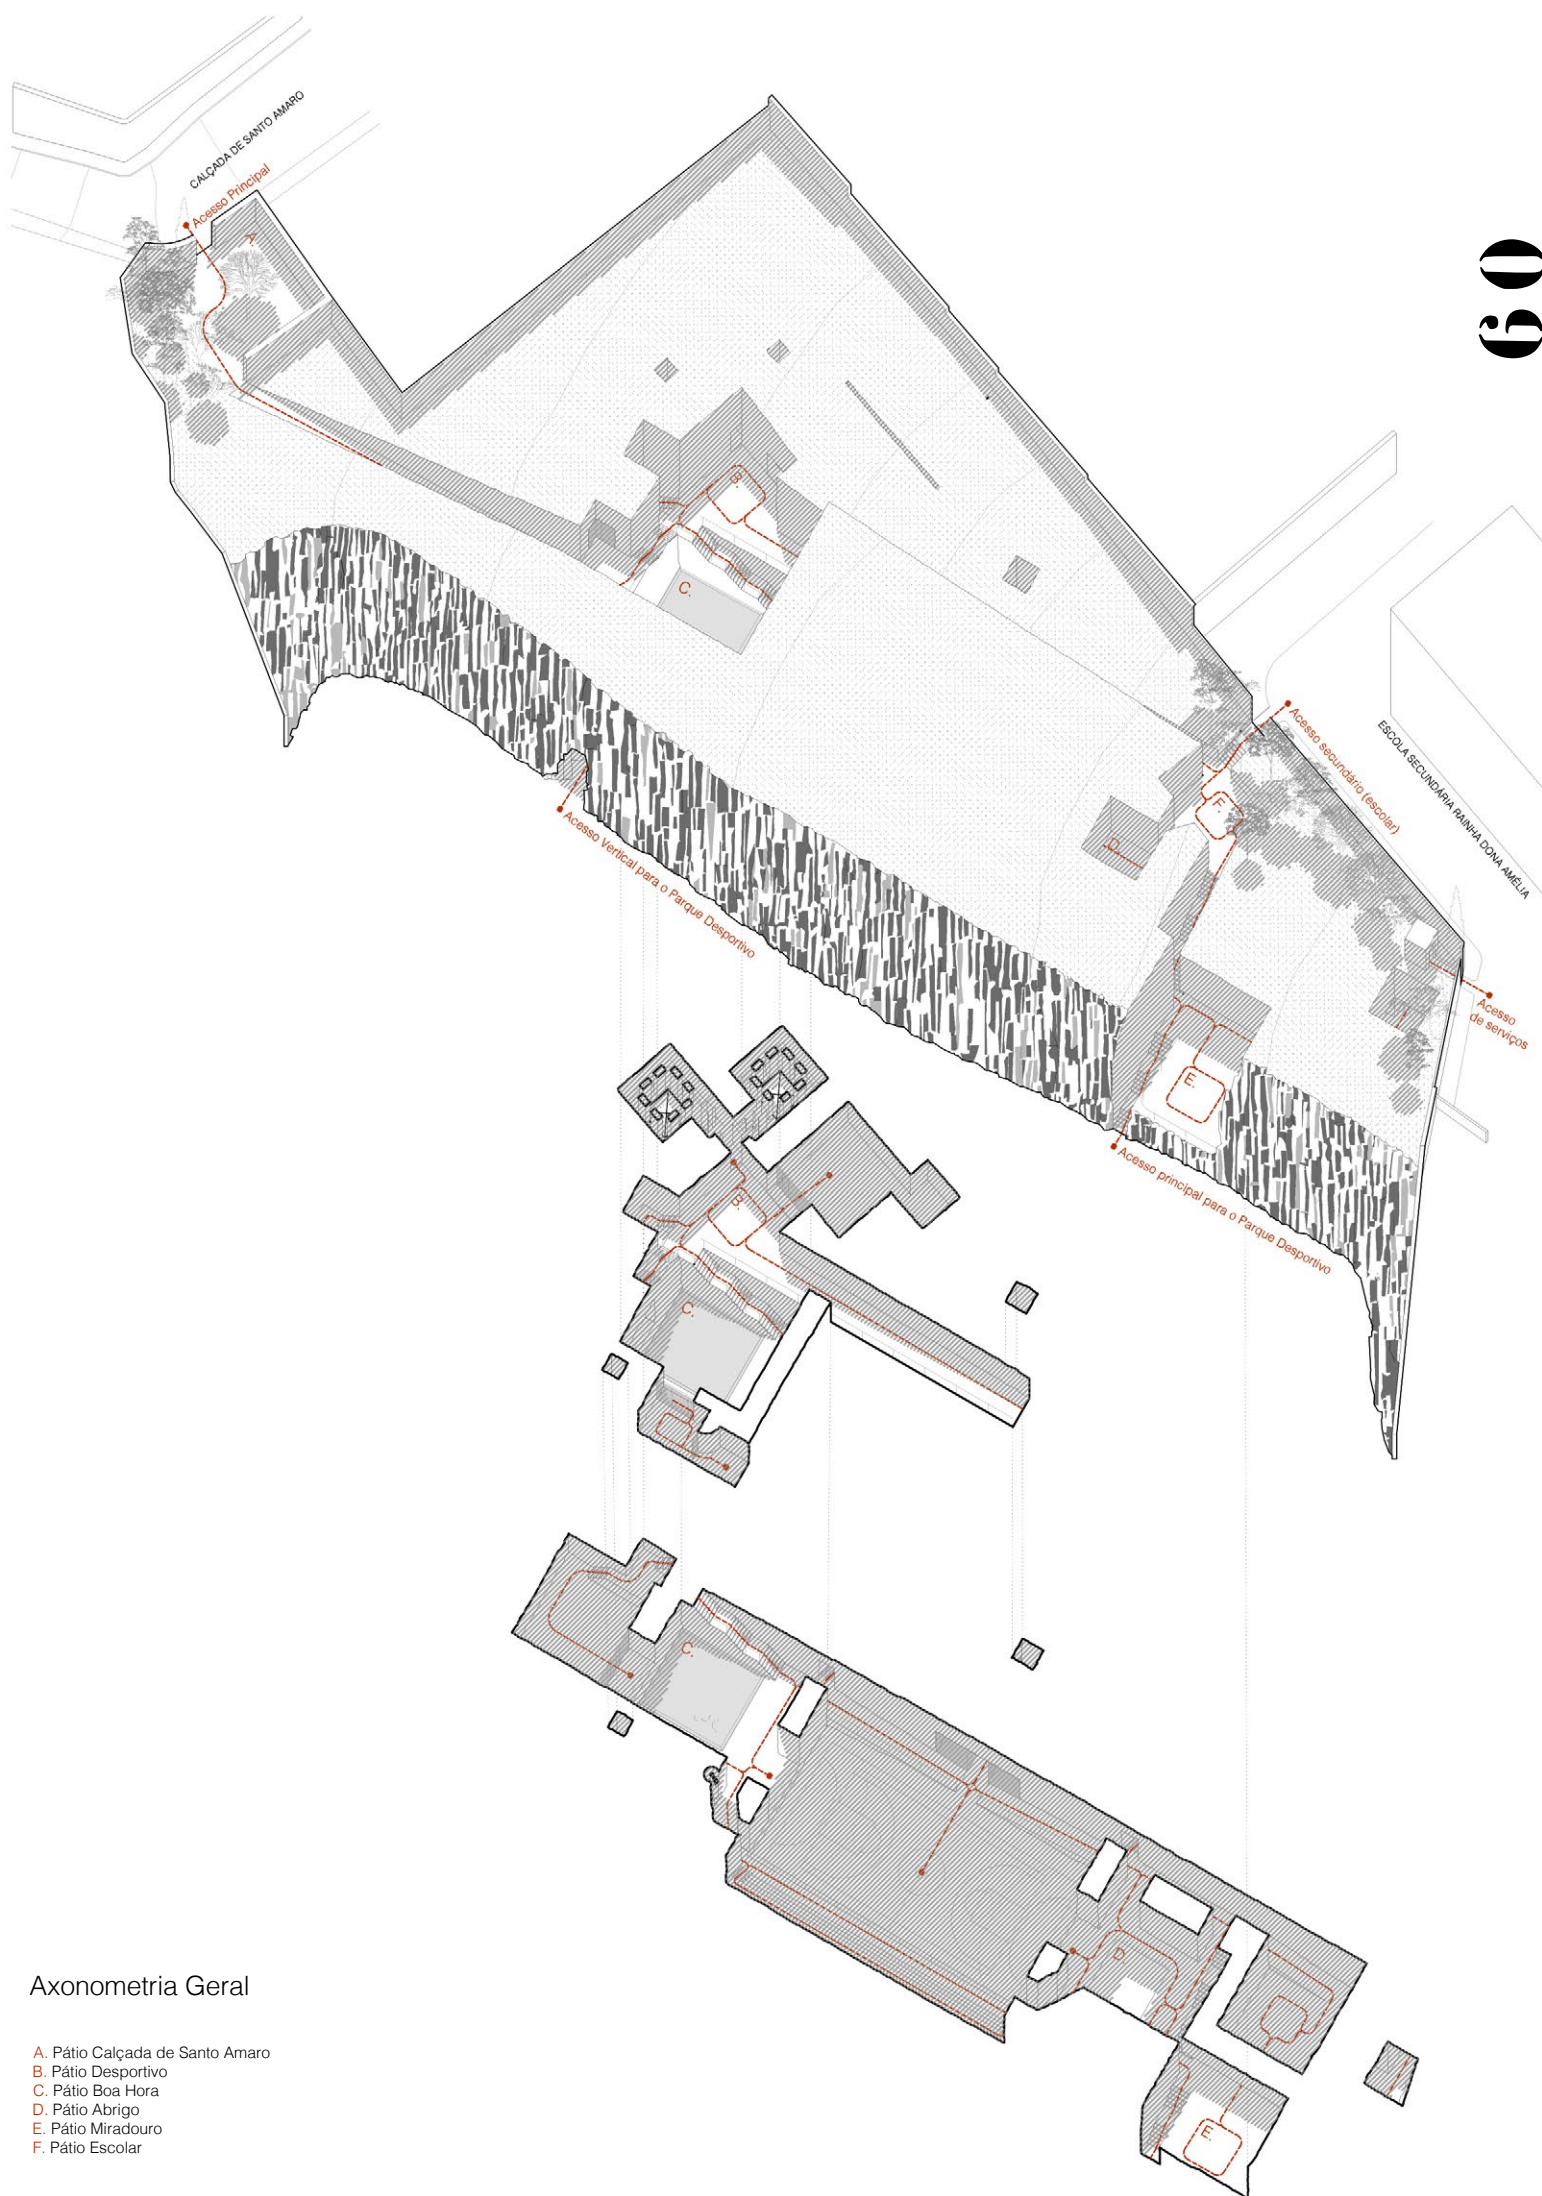 CALÇADA DE SANTO AMARO
Acesso Principal
A.
60
B.
C.
Acesso secundário (escolar)
ESCOLA SECUNDÁRIA RAINHA DONA AMÉLIA
F.
D.
Acesso Vertical para o Parque Desportivo
Acesso
de serviços
E.
Acesso principal para o Parque Desportivo
B.
C.
C.
D.
E.
Axonometria Geral
A. Pátio Calçada de Santo Amaro
B. Pátio Desportivo
C. Pátio Boa Hora
D. Pátio Abrigo
E. Pátio Miradouro
F. Pátio Escolar